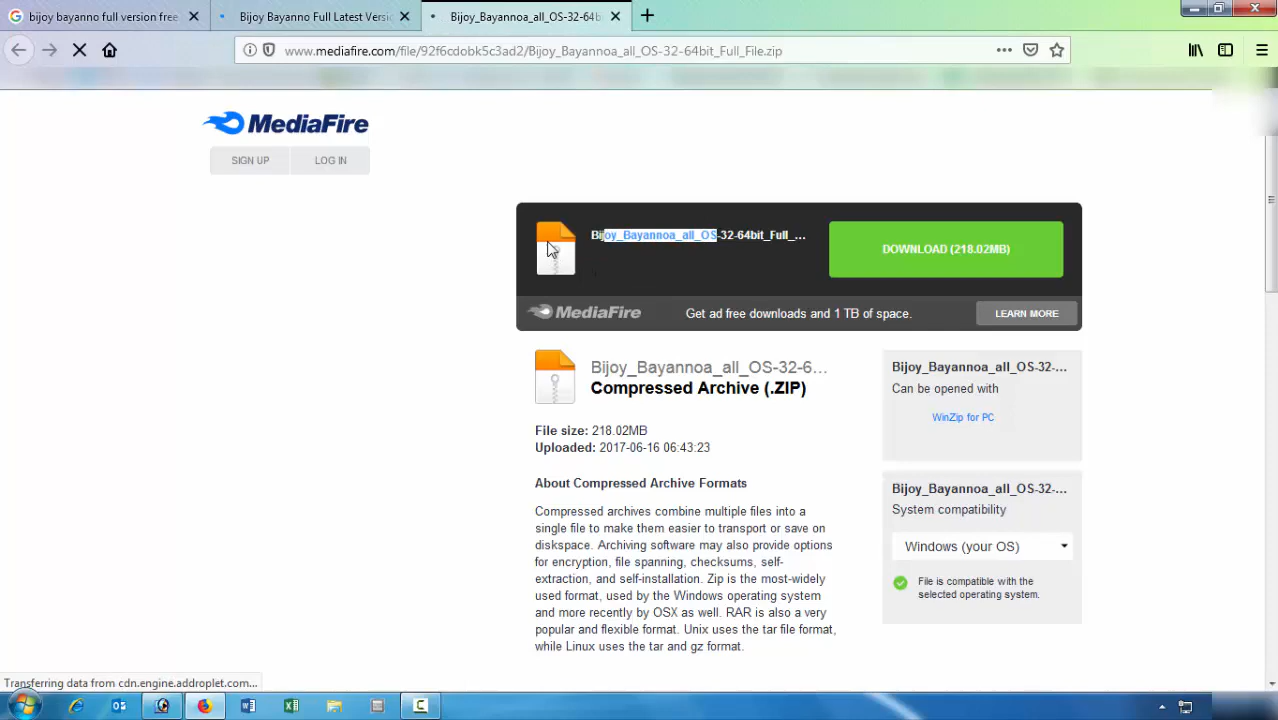 bijoy bayanno full version free
Bijoy Bayanno Full Latest Versio
Bijoy_Bayannoa_all_OS-32-64b
www.mediafire.com/file/92f6cdobk5c3ad2/Bijoy_Bayannoa_all_OS-32-64bit_Full_File.zip
MediaFire
SIGN UP
LOG IN
Bijoy_Bayannoa_all_OS-32-64bit_Full_...
DOWNLOAD (218.02MB)
MediaFire
Get ad free downloads and 1 TB of space.
LEARN MORE
Bijoy_Bayannoa_all_OS-32-6...
Compressed Archive (.ZIP)
File size: 218.02MB
Uploaded: 2017-06-16 06:43:23
About Compressed Archive Formats
Compressed archives combine multiple files into a
single file to make them easier to transport or save on
diskspace. Archiving software may also provide options
for encryption, file spanning, checksums, self-
extraction, and self-installation. Zip is the most-widely
used format, used by the Windows operating system
and more recently by OSX as well. RAR is also a very
popular and flexible format. Unix uses the tar file format,
while Linux uses the tar and gz format.
Bijoy_Bayannoa_all_OS-32-...
Can be opened with
WinZip for PC
Bijoy_Bayannoa_all_OS-32-...
System compatibility
Windows (your OS)
File is compatible with the
selected operating system.
Transferring data from cdn.engine.addroplet.com...